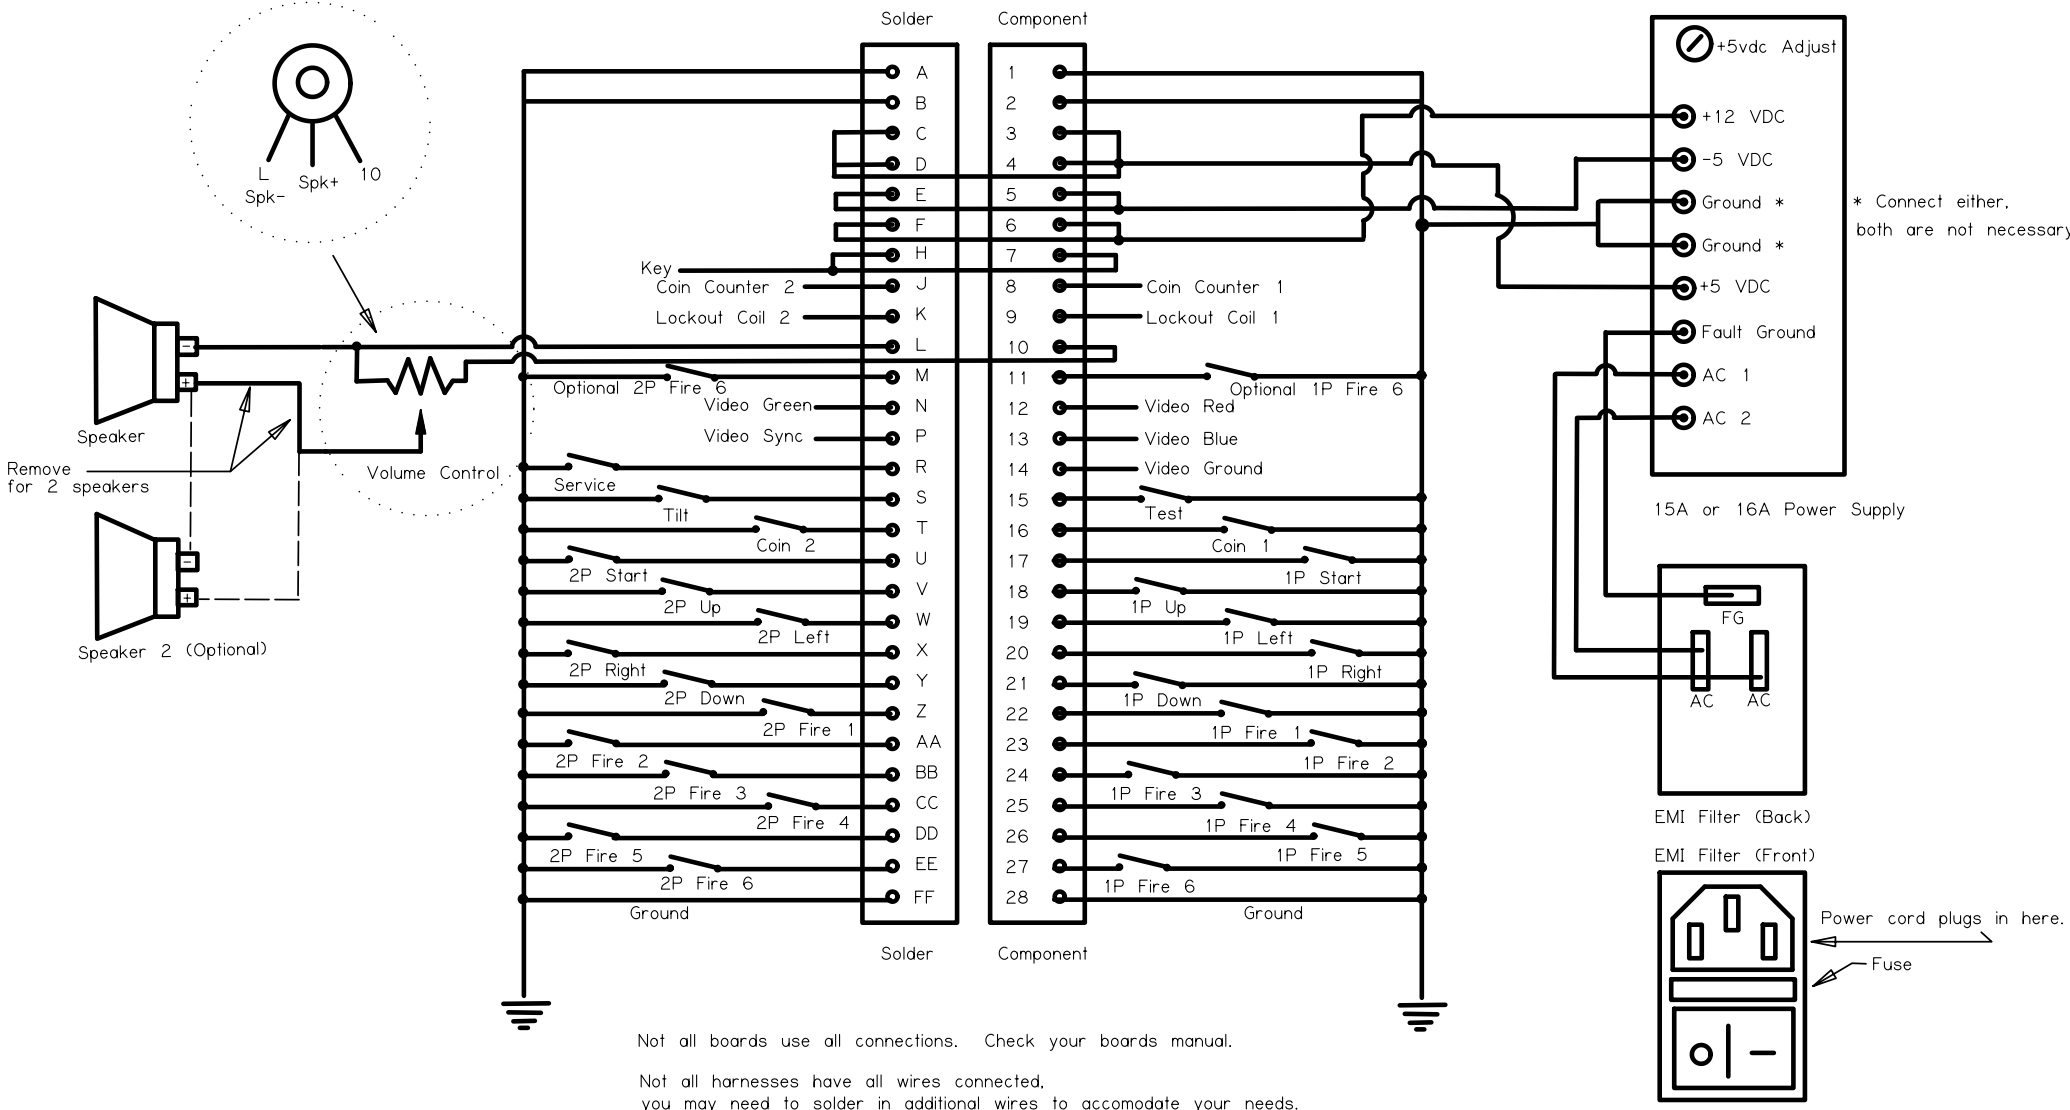 Solder
Component
+5vdc Adjust
A
B
C
D
E
F
H
J
K
L
M
N
P
R
S
T
U
V
W
X
Y
Z
AA
BB
CC
DD
EE
FF
1
2
3
4
5
6
7
8
9
10
11
12
13
14
15
16
17
18
19
20
21
22
23
24
25
26
27
28
L
Spk-
Spk+
10
Key
Coin Counter 2
Lockout Coil 2
Optional 2P Fire 6
Video Green
Video Sync
Service
Tilt
Coin 2
2P Start
2P Up
2P Left
2P Right
2P Down
2P Fire 1
2P Fire 2
2P Fire 3
2P Fire 4
2P Fire 5
2P Fire 6
Ground
Coin Counter 1
Lockout Coil 1
Optional 1P Fire 6
Video Red
Video Blue
Video Ground
Test
Coin 1
1P Start
1P Up
1P Left
1P Right
1P Down
1P Fire 1
1P Fire 2
1P Fire 3
1P Fire 4
1P Fire 5
1P Fire 6
Ground
-
+
Speaker
Remove
for 2 speakers
Volume Control
-
+
Speaker 2 (Optional)
+12 VDC
-5 VDC
Ground *
Ground *
+5 VDC
Fault Ground
AC 1
AC 2
* Connect either,
both are not necessary
15A or 16A Power Supply
FG
AC
AC
EMI Filter (Back)
EMI Filter (Front)
Power cord plugs in here.
Fuse
Solder
Component
Not all boards use all connections. Check your boards manual.
Not all harnesses have all wires connected,
you may need to solder in additional wires to accomodate your needs.